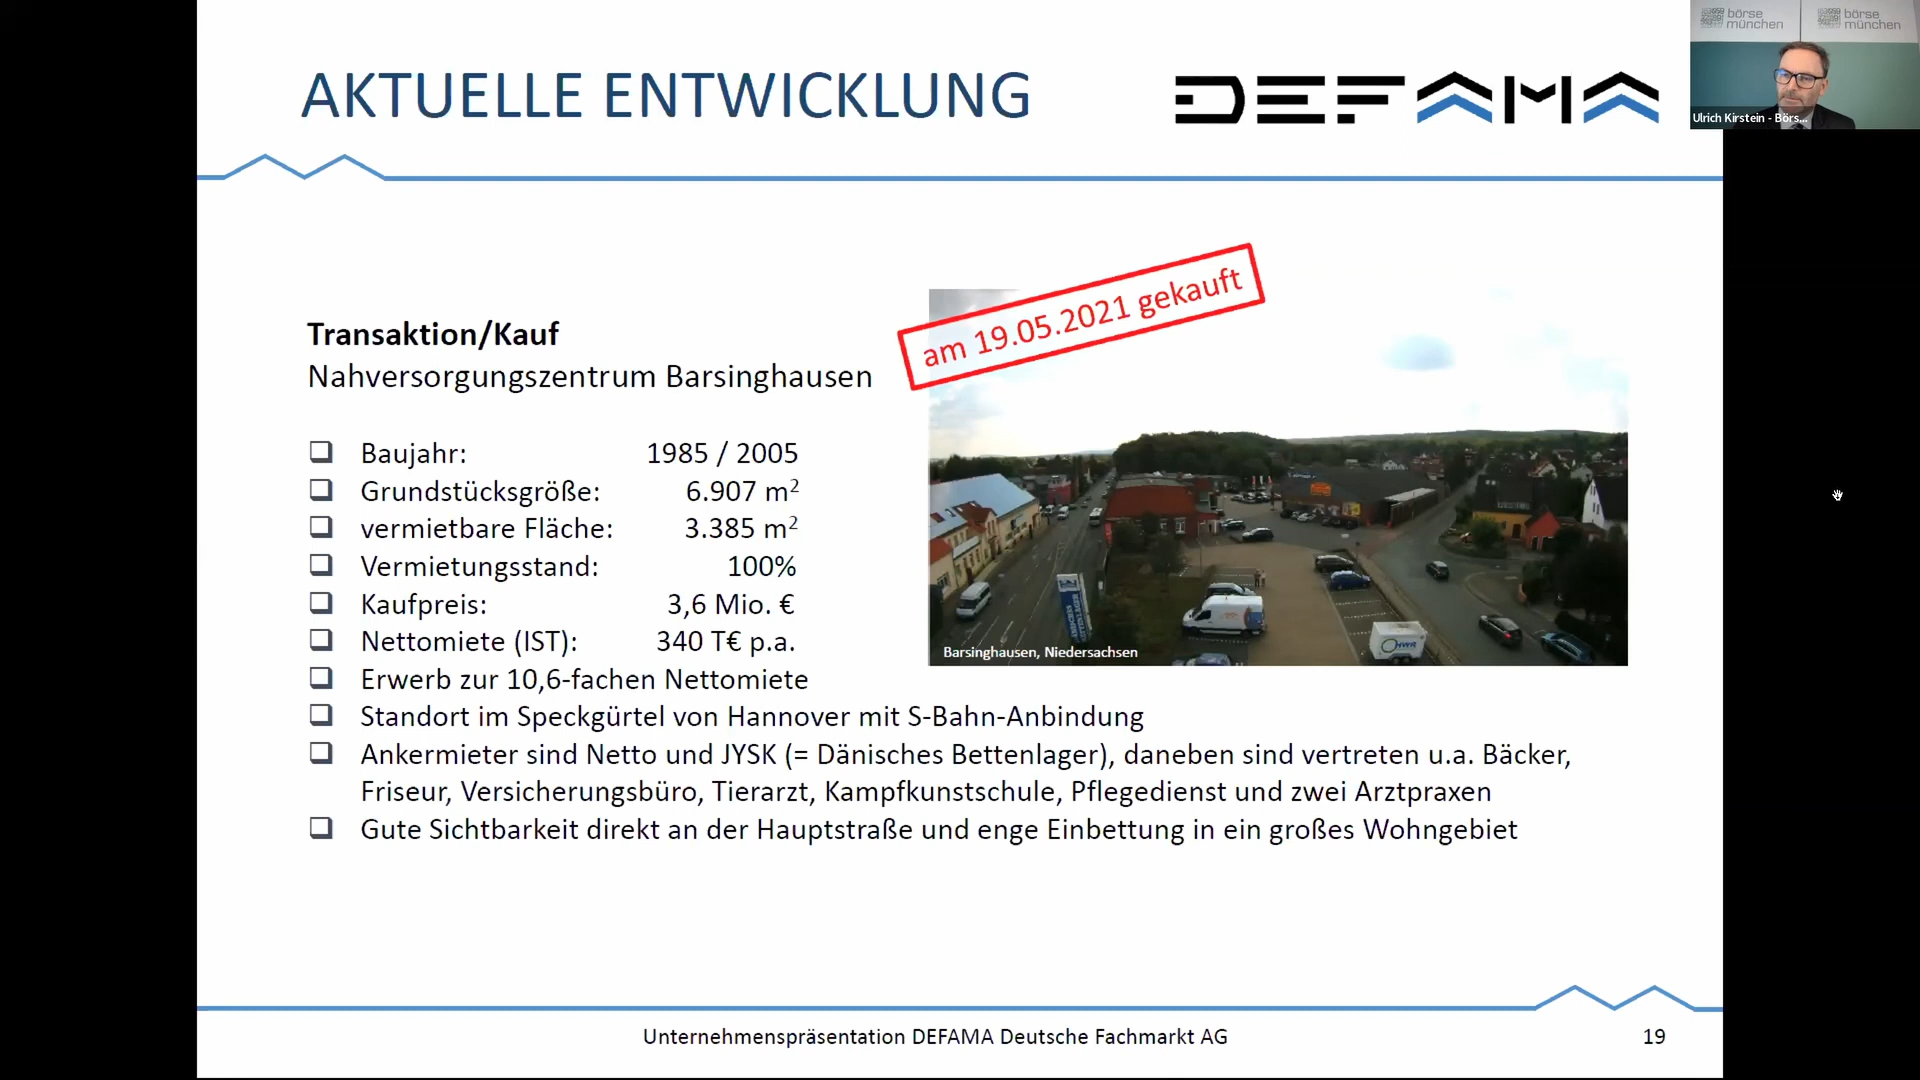 AKTUELLE ENTWICKLUNG
DEFAMA
börse münchen
börse münchen
Ulrich Kirstein - Börs...
am 19.05.2021 gekauft
Transaktion/Kauf
Nahversorgungszentrum Barsinghausen
❑ Baujahr: 1985 / 2005
❑ Grundstücksgröße: 6.907 m²
❑ vermietbare Fläche: 3.385 m²
❑ Vermietungsstand: 100%
❑ Kaufpreis: 3,6 Mio. €
❑ Nettomiete (IST): 340 T€ p.a.
❑ Erwerb zur 10,6-fachen Nettomiete
❑ Standort im Speckgürtel von Hannover mit S-Bahn-Anbindung
❑ Ankermieter sind Netto und JYSK (= Dänisches Bettenlager), daneben sind vertreten u.a. Bäcker,
Friseur, Versicherungsbüro, Tierarzt, Kampfkunstschule, Pflegedienst und zwei Arztpraxen
❑ Gute Sichtbarkeit direkt an der Hauptstraße und enge Einbettung in ein großes Wohngebiet
Barsinghausen, Niedersachsen
Unternehmenspräsentation DEFAMA Deutsche Fachmarkt AG
19